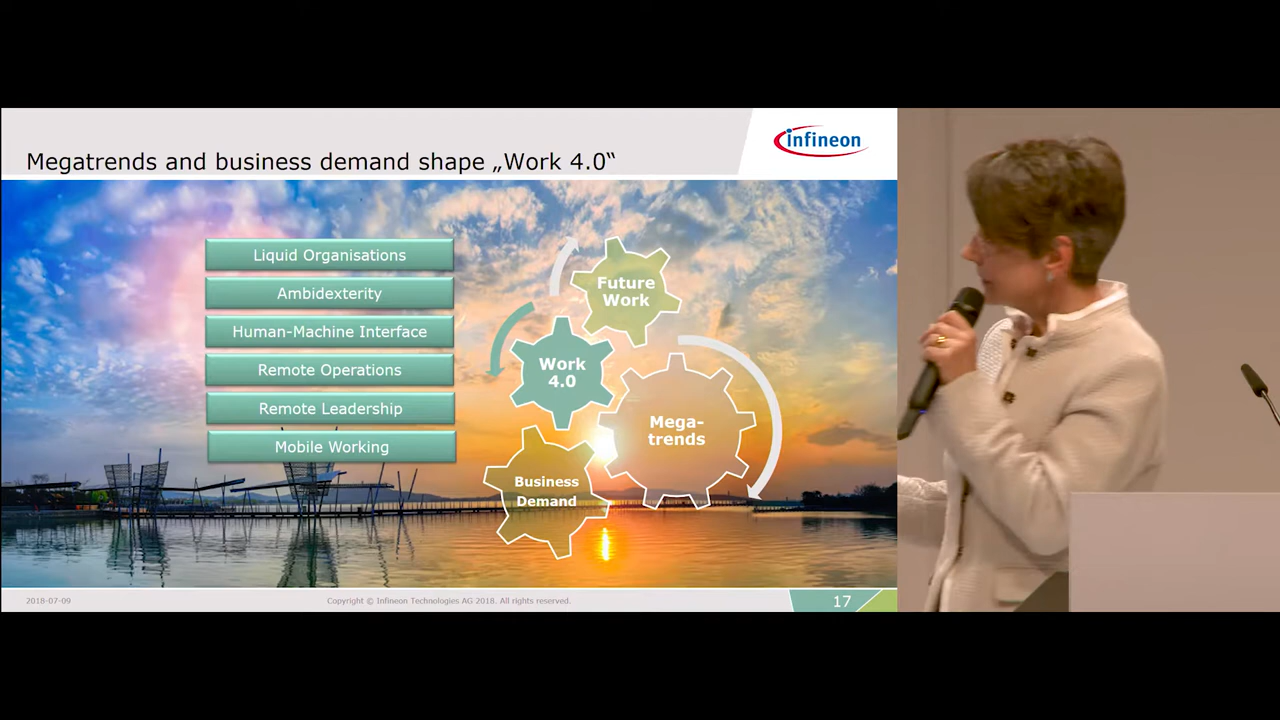 infineon
Megatrends and business demand shape „Work 4.0“
Liquid Organisations
Ambidexterity
Human-Machine Interface
Remote Operations
Remote Leadership
Mobile Working
Future
Work
Work
4.0
Mega-
trends
Business
Demand
2018-07-09
Copyright © Infineon Technologies AG 2018. All rights reserved.
17